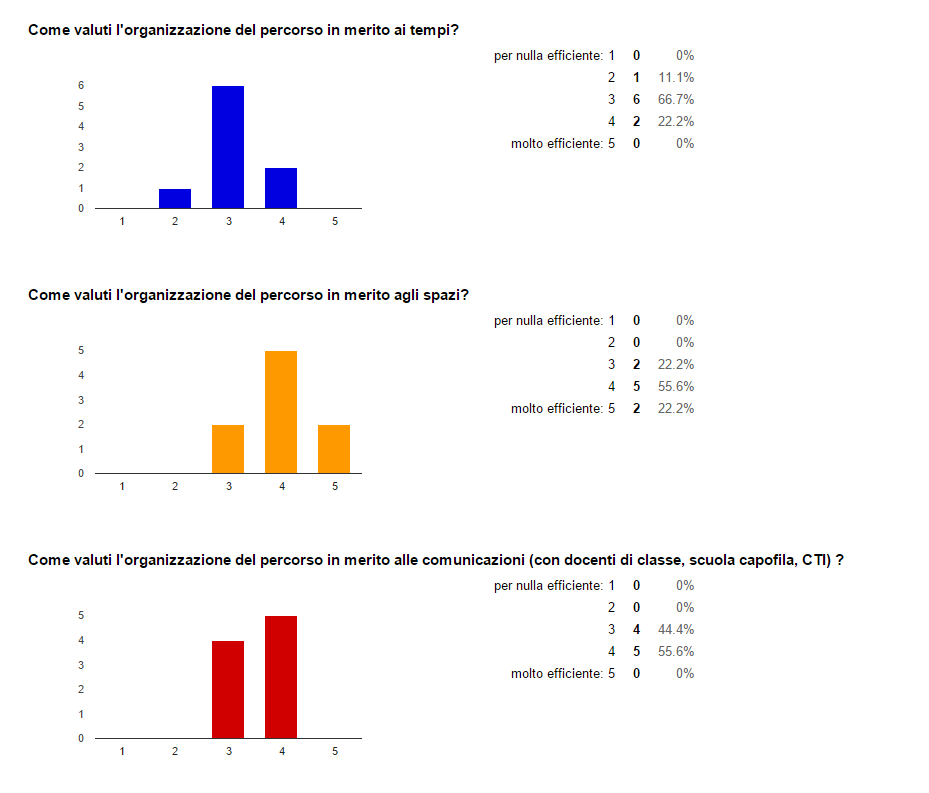 Come valuti l'organizzazione del percorso in merito ai tempi?
per nulla efficiente: 1 0 0%
2 1 11.1%
3 6 66.7%
4 2 22.2%
molto efficiente: 5 0 0%
6
5
4
3
2
1
0
1 2 3 4 5
Come valuti l'organizzazione del percorso in merito agli spazi?
per nulla efficiente: 1 0 0%
2 0 0%
3 2 22.2%
4 5 55.6%
molto efficiente: 5 2 22.2%
5
4
3
2
1
0
1 2 3 4 5
Come valuti l'organizzazione del percorso in merito alle comunicazioni (con docenti di classe, scuola capofila, CTI) ?
per nulla efficiente: 1 0 0%
2 0 0%
3 4 44.4%
4 5 55.6%
molto efficiente: 5 0 0%
5
4
3
2
1
0
1 2 3 4 5